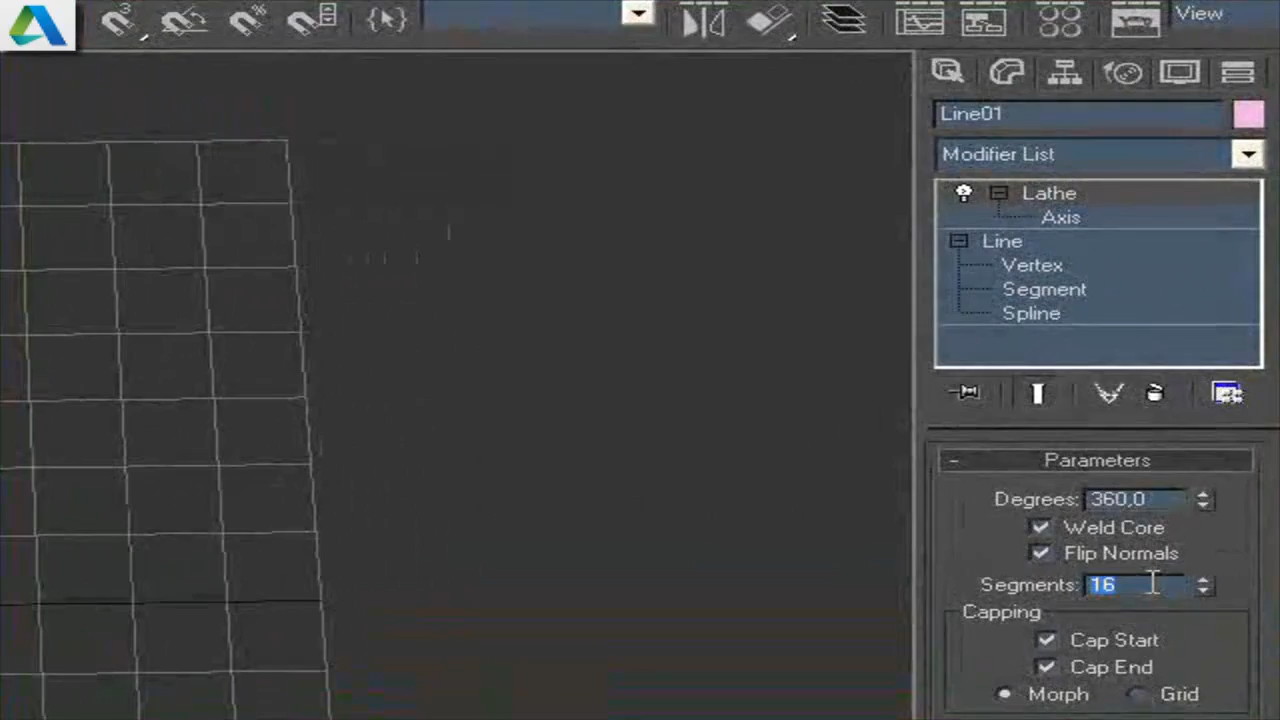 3
%
View
Line01
Modifier List
Lathe
Axis
Line
Vertex
Segment
Spline
Parameters
Degrees: 360,0
Weld Core
Flip Normals
Segments: 16
Capping
Cap Start
Cap End
Morph Grid